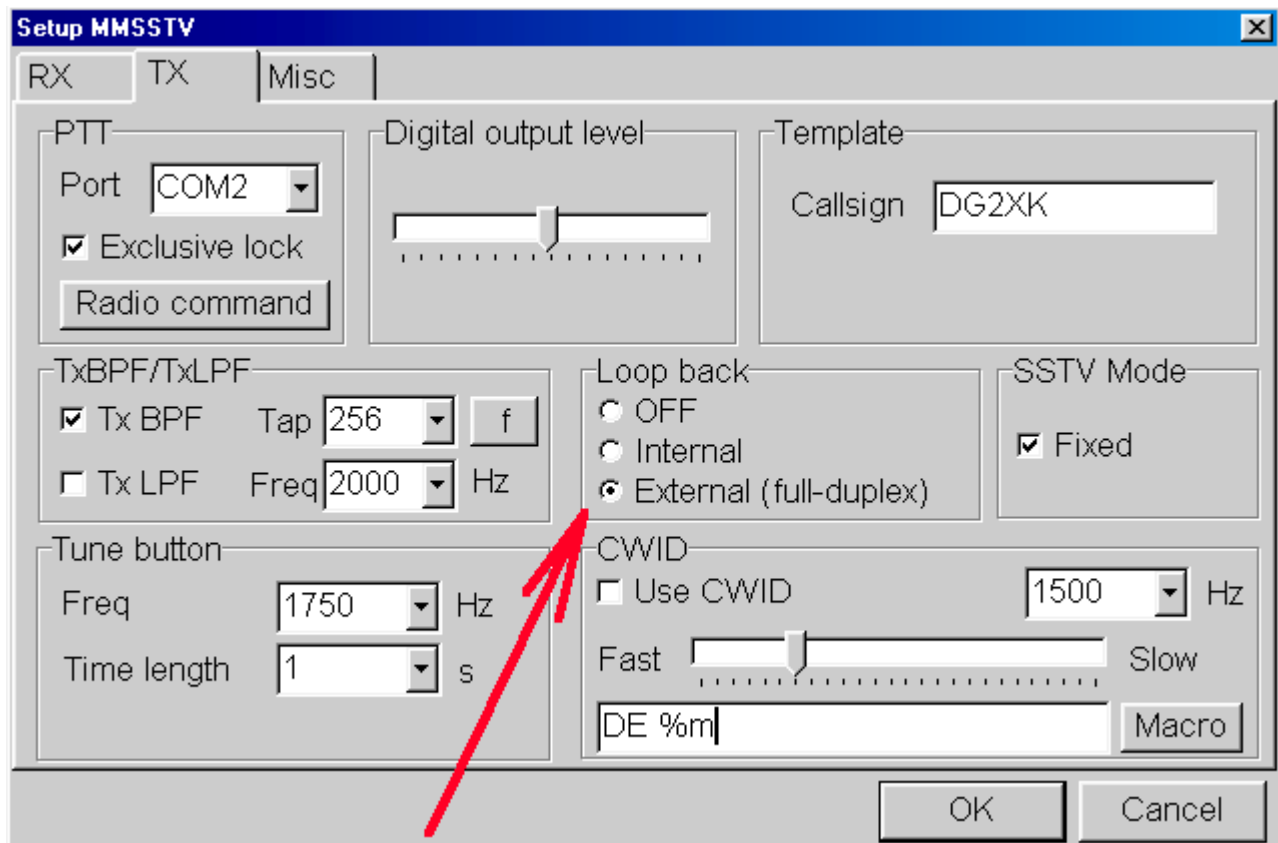 Setup MMSSTV
RX TX Misc
PTT
Port COM2
Exclusive lock
Radio command
Digital output level
Template
Callsign DG2XK
TxBPF/TxLPF
Tx BPF Tap 256 f
Tx LPF Freq 2000 Hz
Loop back
OFF
Internal
External (full-duplex)
SSTV Mode
Fixed
Tune button
Freq 1750 Hz
Time length 1 s
CWID
Use CWID 1500 Hz
Fast Slow
DE %m Macro
OK Cancel